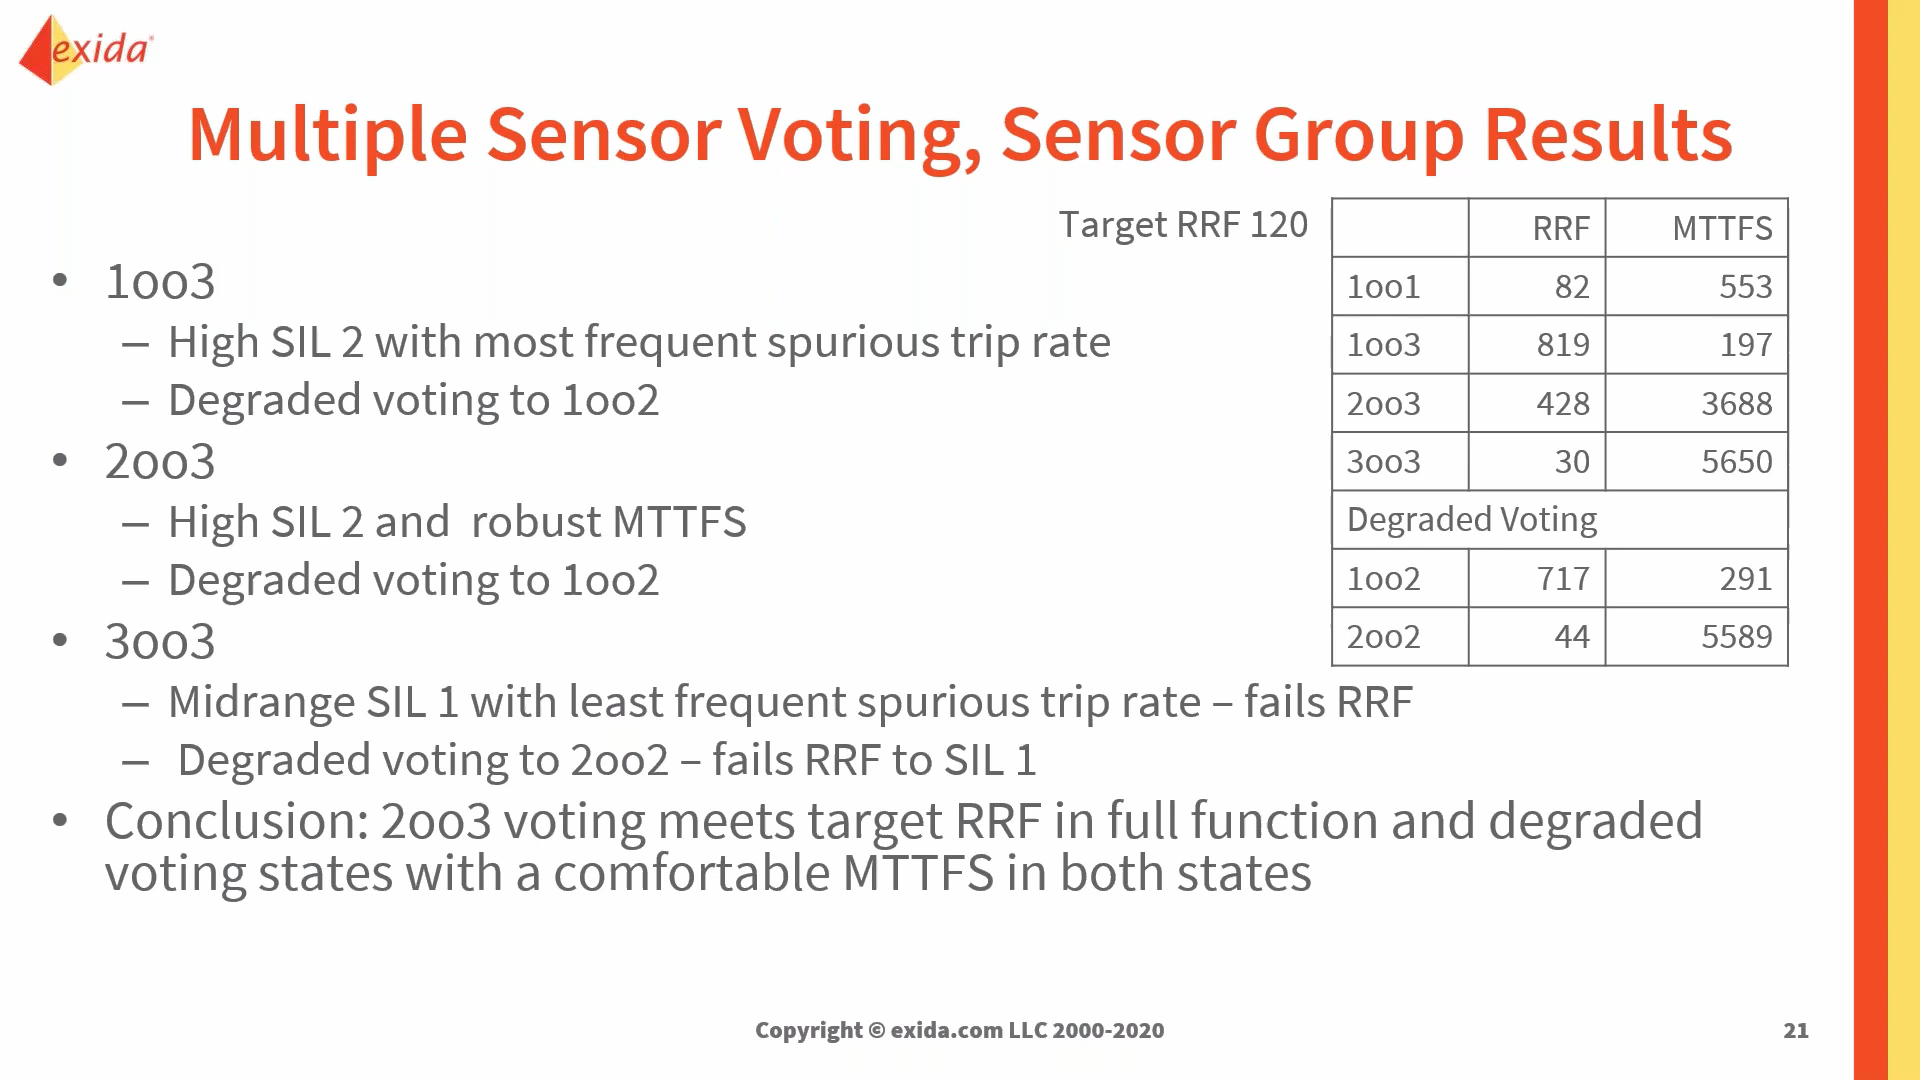 exida
Multiple Sensor Voting, Sensor Group Results
Target RRF 120
RRF MTTFS
1oo1 82 553
1oo3 819 197
2oo3 428 3688
3oo3 30 5650
Degraded Voting
1oo2 717 291
2oo2 44 5589
• 1oo3
– High SIL 2 with most frequent spurious trip rate
– Degraded voting to 1oo2
• 2oo3
– High SIL 2 and  robust MTTFS
– Degraded voting to 1oo2
• 3oo3
– Midrange SIL 1 with least frequent spurious trip rate – fails RRF
– Degraded voting to 2oo2 – fails RRF to SIL 1
• Conclusion: 2oo3 voting meets target RRF in full function and degraded
voting states with a comfortable MTTFS in both states
Copyright © exida.com LLC 2000-2020
21